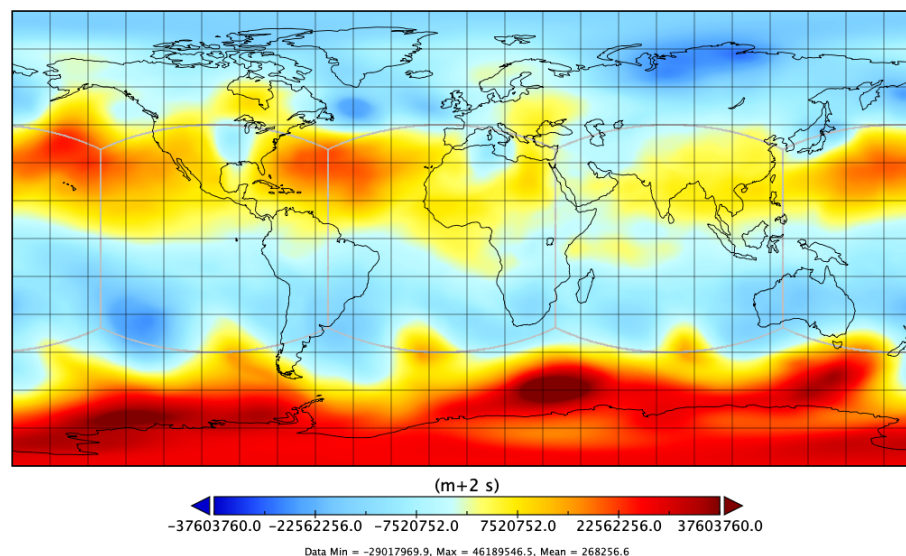 (m+2 s)
-37603760.0 -22562256.0 -7520752.0 7520752.0 22562256.0 37603760.0
Data Min = -29017969.9, Max = 46189546.5, Mean = 268256.6